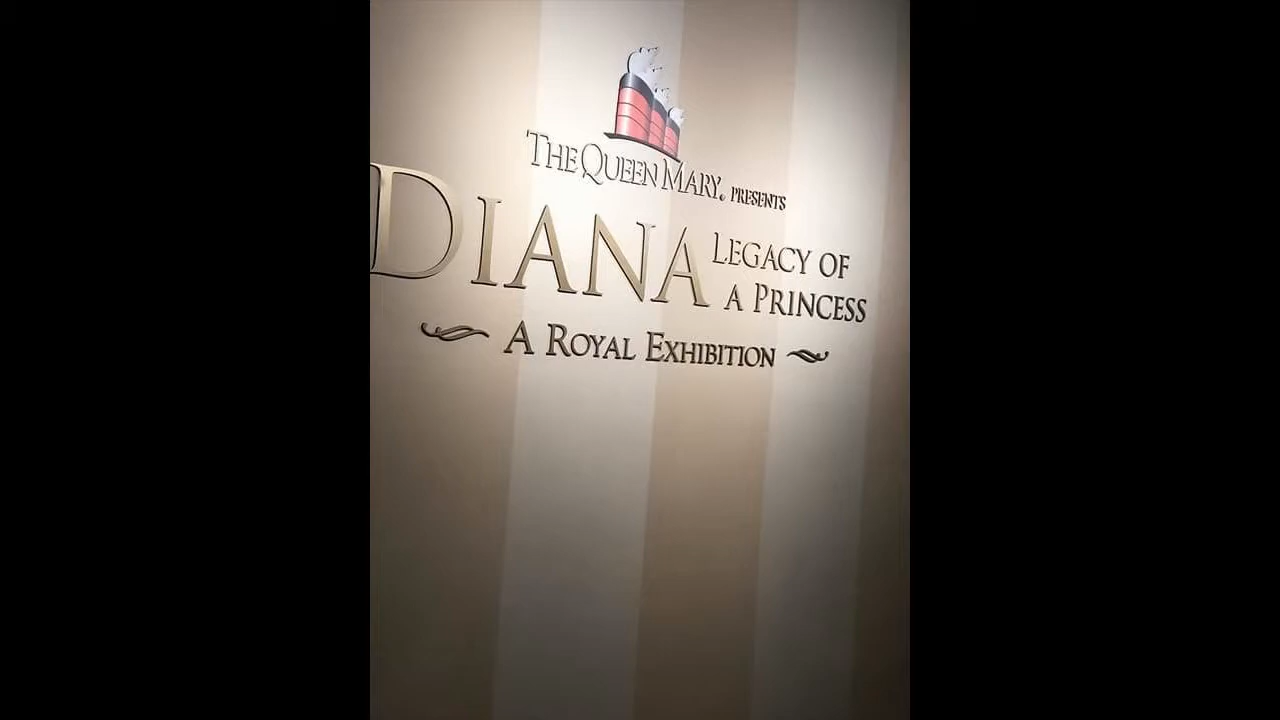 THE QUEEN MARY. PRESENTS
DIANA LEGACY OF
A PRINCESS
A ROYAL EXHIBITION